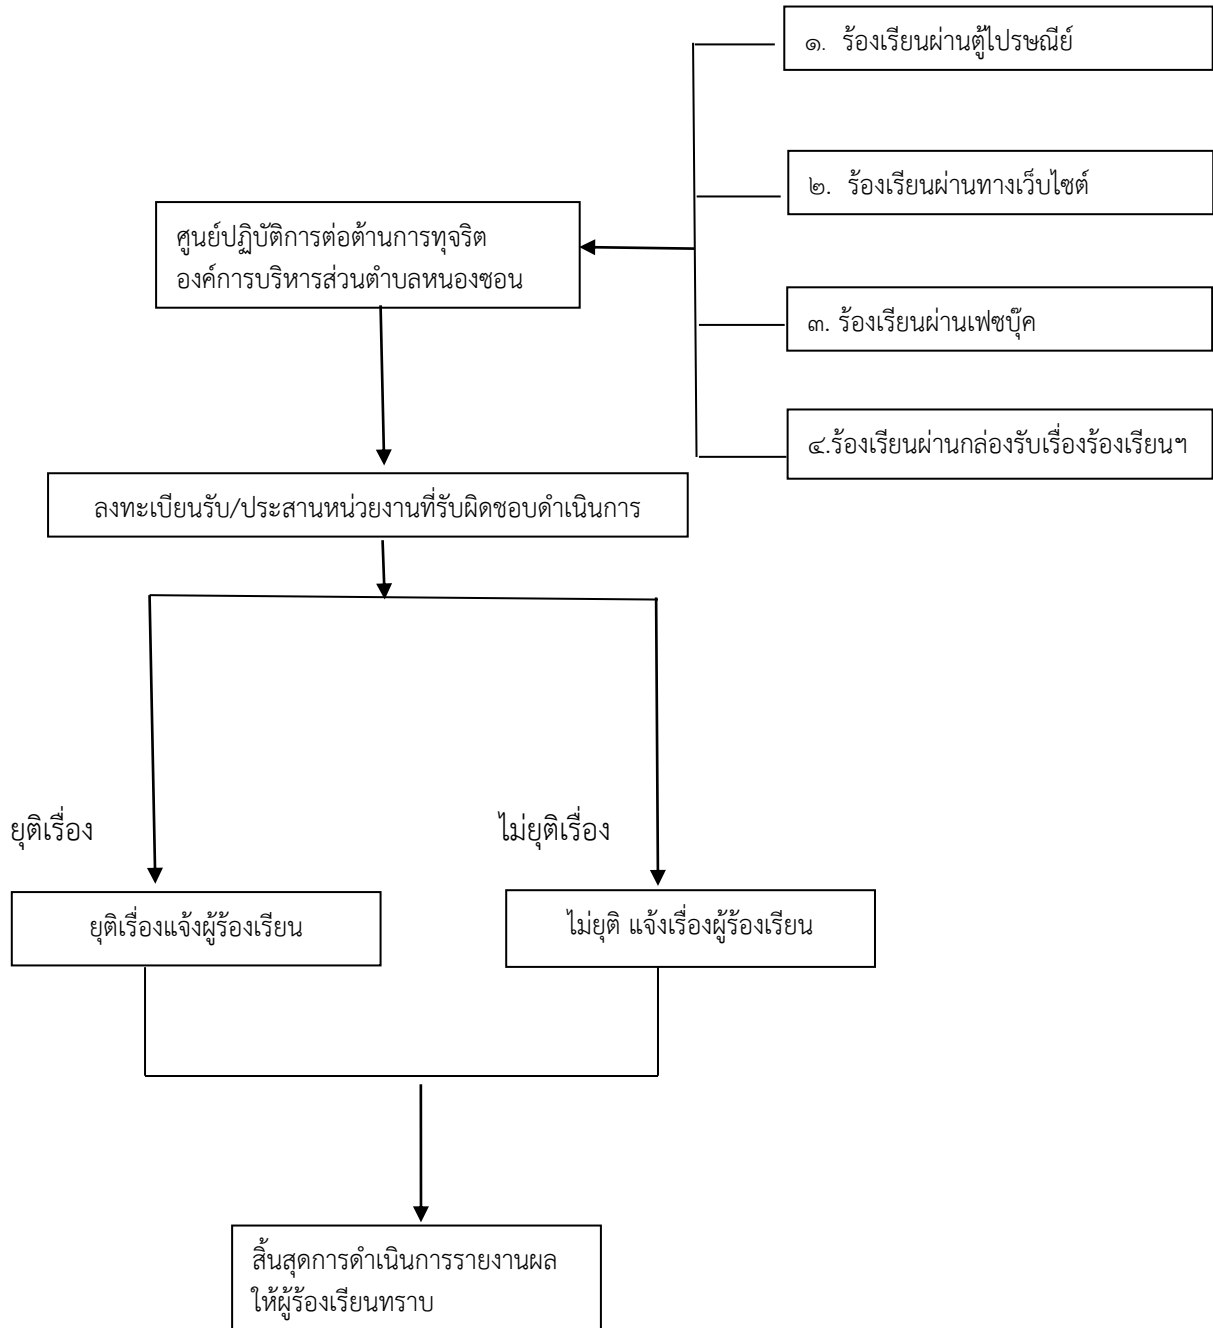 ๑. ร้องเรียนผ่านตู้ไปรษณีย์
๒. ร้องเรียนผ่านทางเว็บไซต์
ศูนย์ปฏิบัติการต่อต้านการทุจริต
องค์การบริหารส่วนตำบลหนองซอน
๓. ร้องเรียนผ่านเฟซบุ๊ค
๔.ร้องเรียนผ่านกล่องรับเรื่องร้องเรียนฯ
ลงทะเบียนรับ/ประสานหน่วยงานที่รับผิดชอบดำเนินการ
ยุติเรื่อง
ไม่ยุติเรื่อง
ยุติเรื่องแจ้งผู้ร้องเรียน
ไม่ยุติ แจ้งเรื่องผู้ร้องเรียน
สิ้นสุดการดำเนินการรายงานผล
ให้ผู้ร้องเรียนทราบ